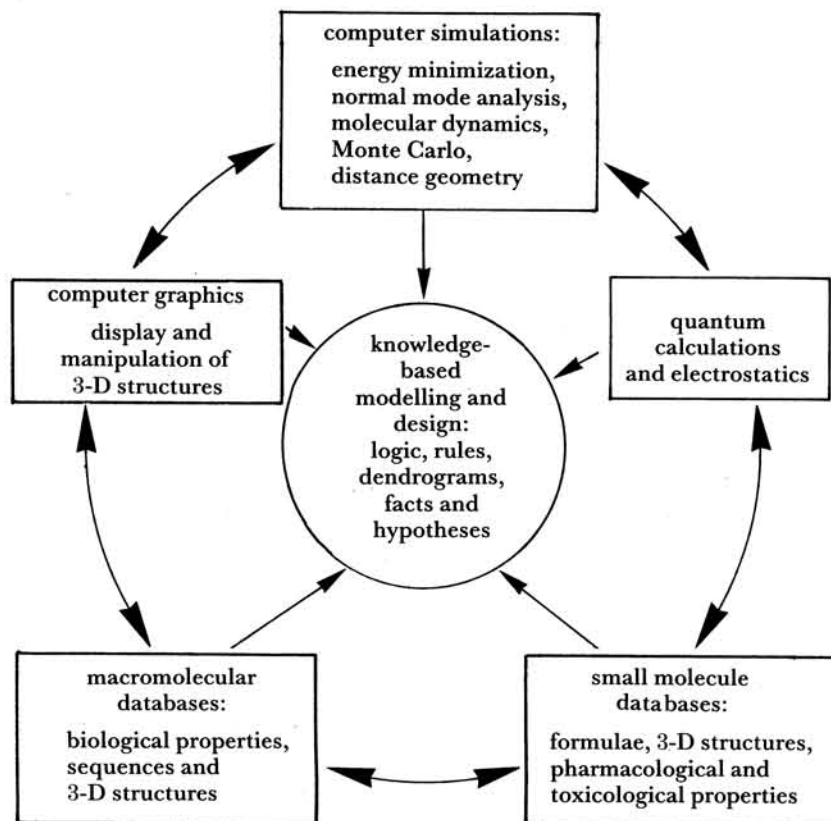 computer simulations:
energy minimization,
normal mode analysis,
molecular dynamics,
Monte Carlo,
distance geometry
computer graphics
display and
manipulation of
3-D structures
knowledge-
based
modelling and
design:
logic, rules,
dendrograms,
facts and
hypotheses
quantum
calculations
and electrostatics
macromolecular
databases:
biological properties,
sequences and
3-D structures
small molecule
databases:
formulae, 3-D structures,
pharmacological and
toxicological properties